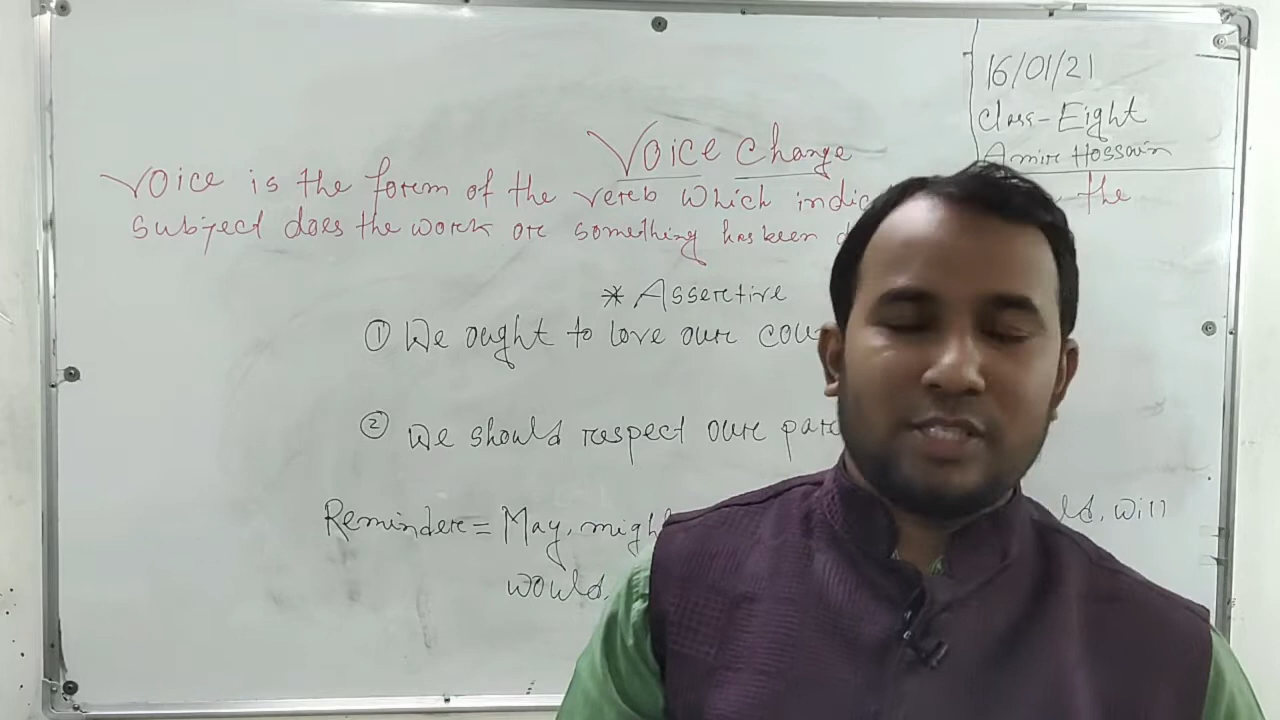 16/01/21
Class-Eight
Amir Hossain
Voice Change
Voice is the form of the verb which indic the
subject does the work or something has been d
* Assertive
① We ought to love our cou
② We should respect our pare
Reminder = May, migh ld, will
would,